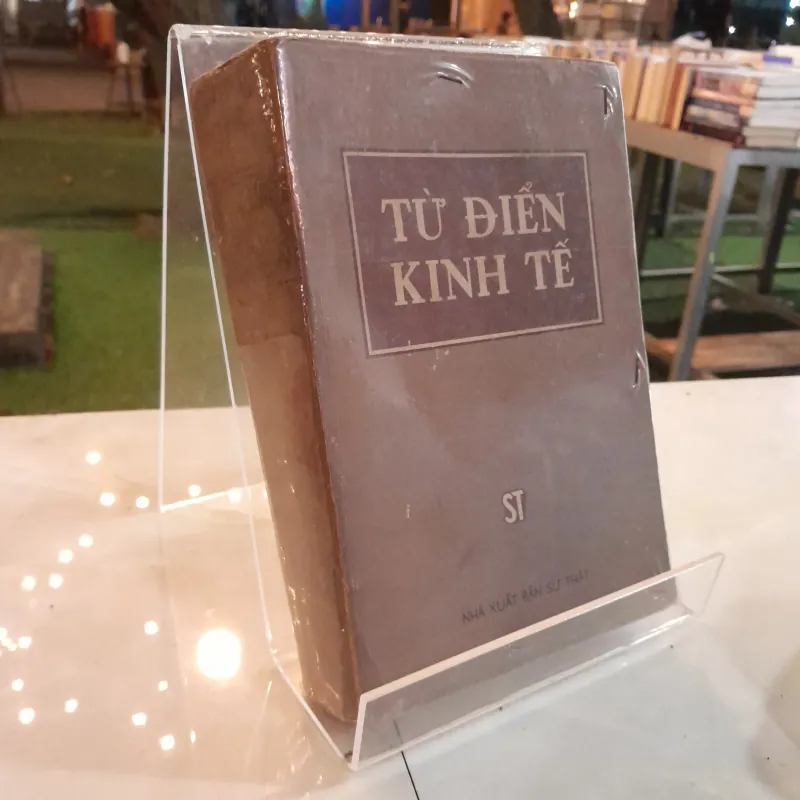 TỪ ĐIỂN
KINH TẾ
ST
NHÀ XUẤT BẢN SỰ THẬT